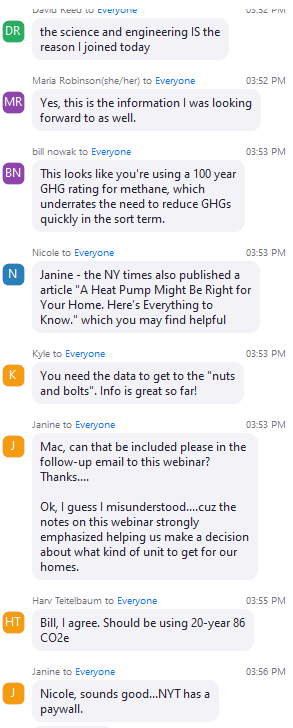 David Reed to Everyone 03:52 PM
DR
the science and engineering IS the
reason I joined today
Maria Robinson(she/her) to Everyone 03:52 PM
MR
Yes, this is the information I was looking
forward to as well.
bill nowak to Everyone 03:53 PM
BN
This looks like you're using a 100 year
GHG rating for methane, which
underrates the need to reduce GHGs
quickly in the sort term.
Nicole to Everyone 03:53 PM
N
Janine - the NY times also published a
article "A Heat Pump Might Be Right for
Your Home. Here's Everything to
Know." which you may find helpful
Kyle to Everyone 03:53 PM
K
You need the data to get to the "nuts
and bolts". Info is great so far!
Janine to Everyone 03:53 PM
J
Mac, can that be included please in the
follow-up email to this webinar?
Thanks....
Ok, I guess I misunderstood....cuz the
notes on this webinar strongly
emphasized helping us make a decision
about what kind of unit to get for our
homes.
Harv Teitelbaum to Everyone 03:55 PM
HT
Bill, I agree. Should be using 20-year 86
CO2e
Janine to Everyone 03:56 PM
J
Nicole, sounds good...NYT has a
paywall.